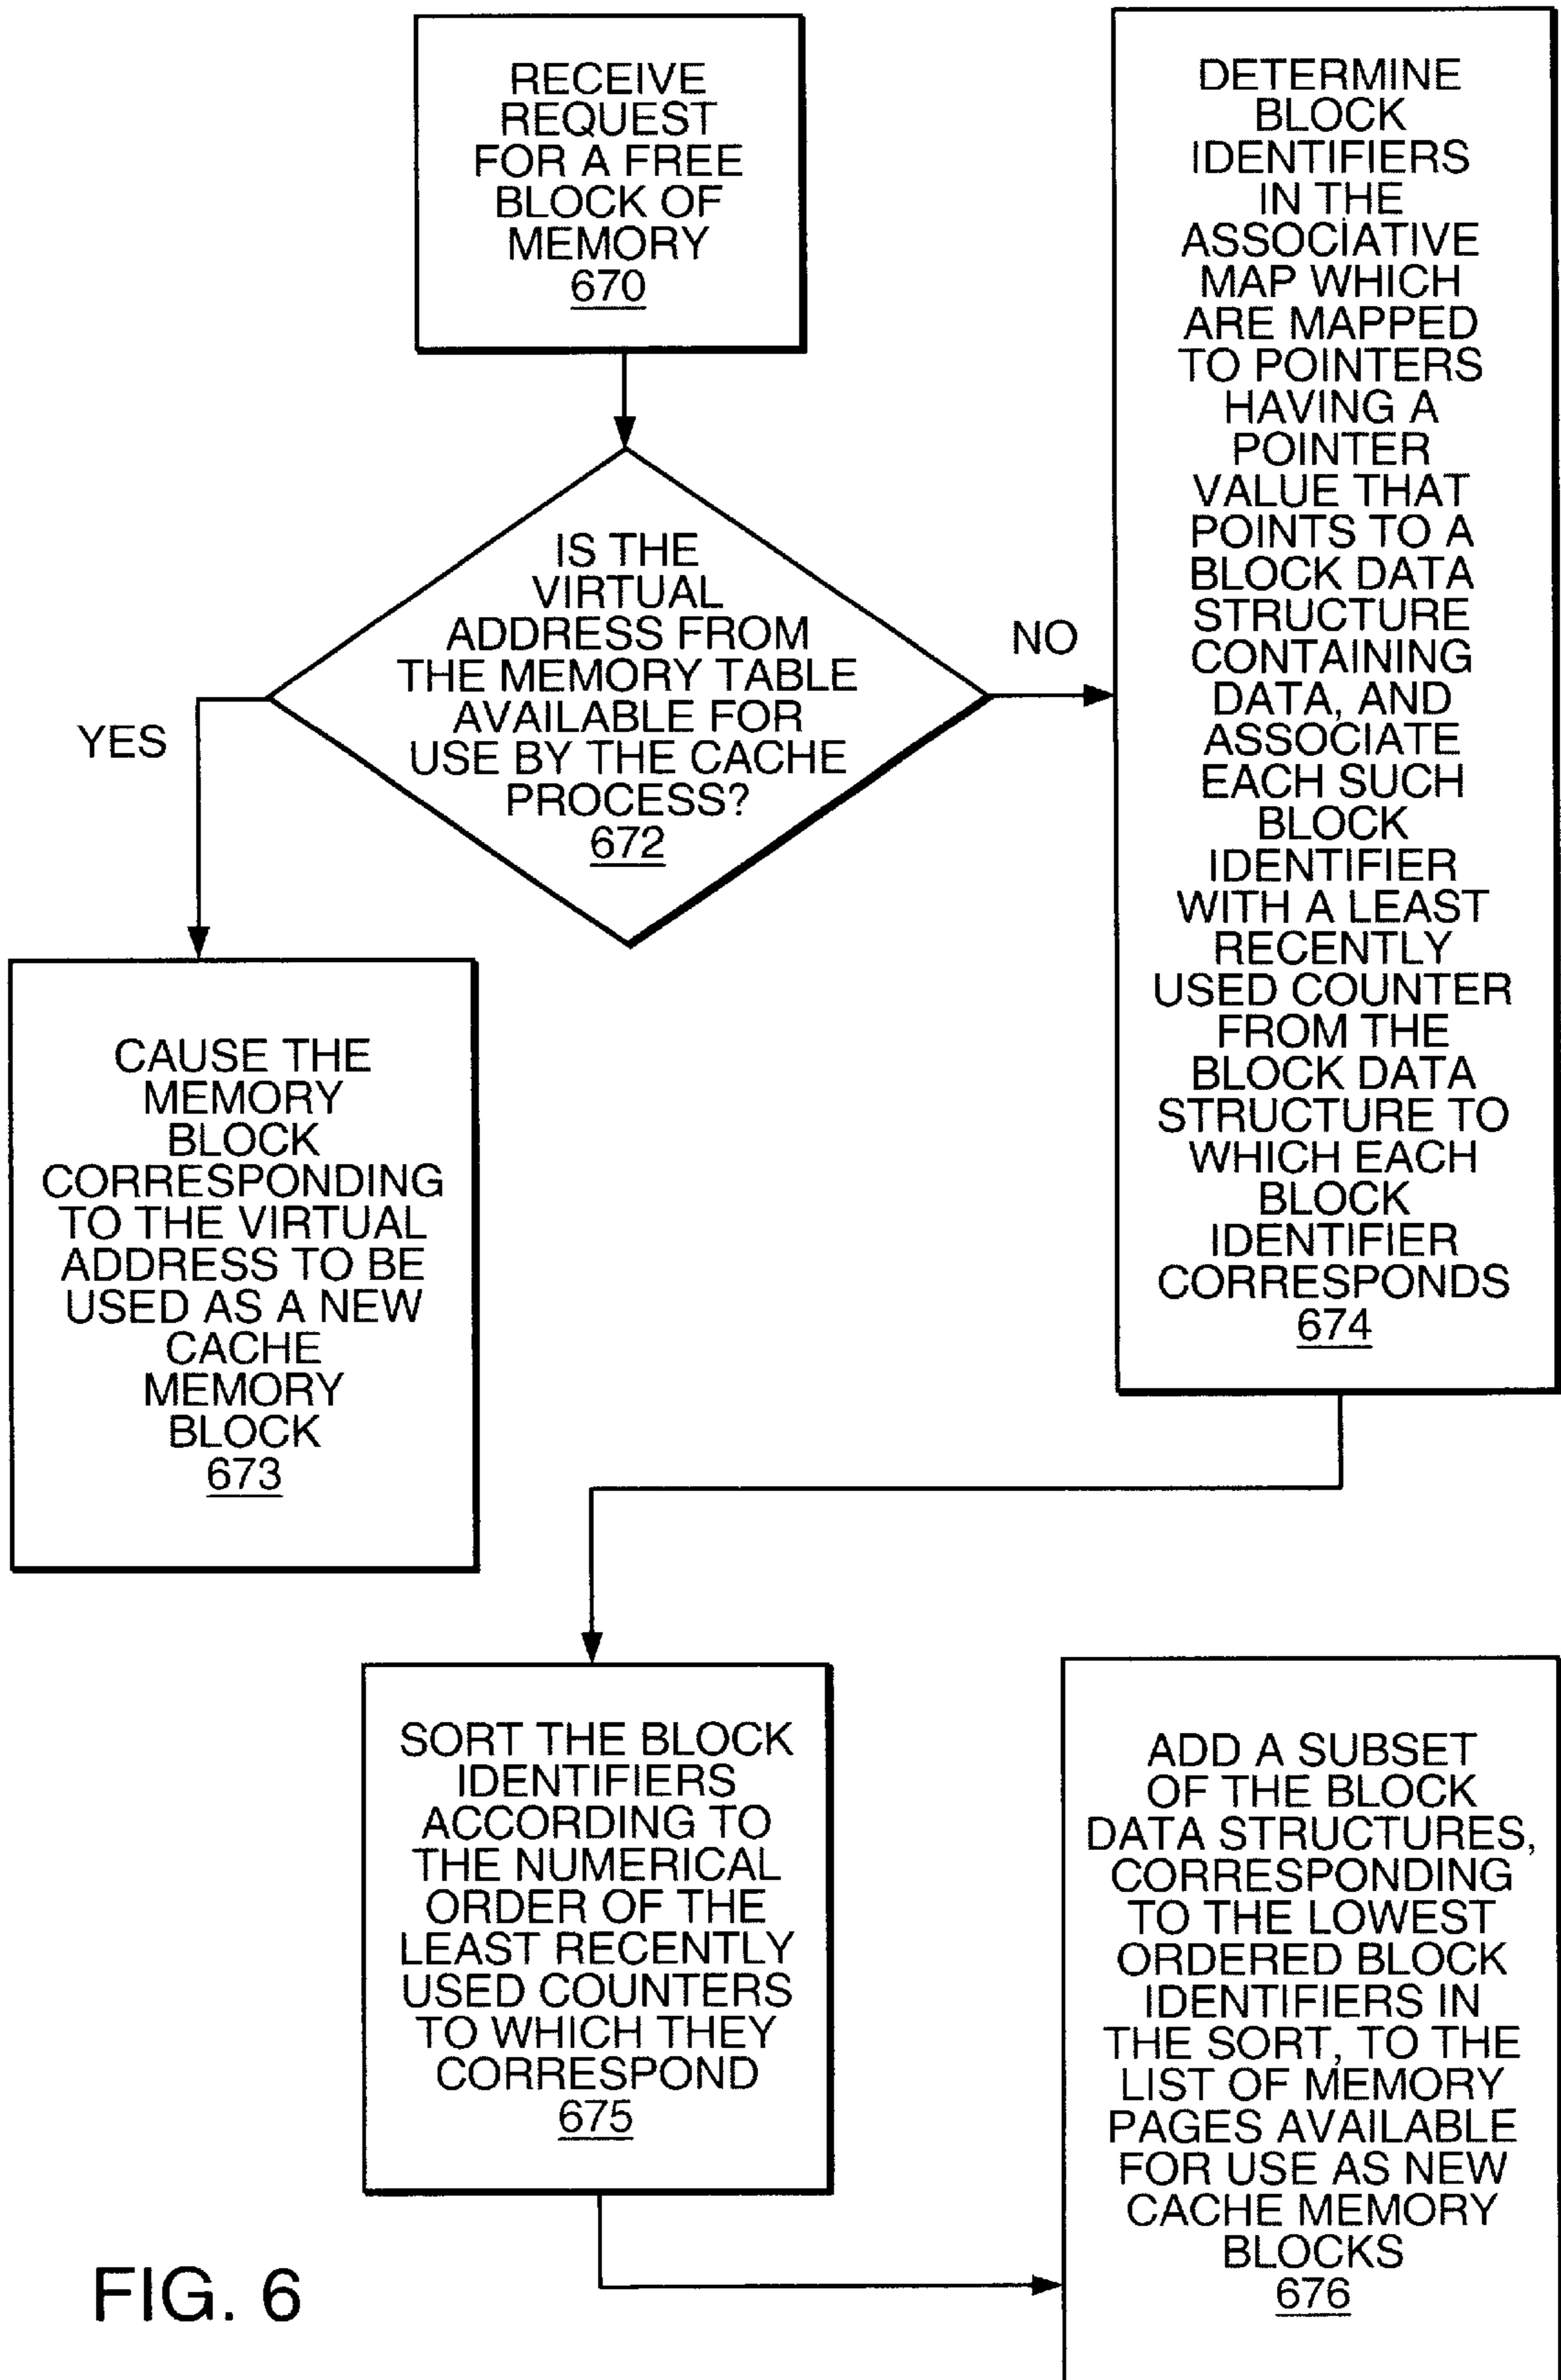 RECEIVE
REQUEST
FOR A FREE
BLOCK OF
MEMORY
670
IS THE
VIRTUAL
ADDRESS FROM
THE MEMORY TABLE
AVAILABLE FOR
USE BY THE CACHE
PROCESS?
672
YES
NO
CAUSE THE
MEMORY
BLOCK
CORRESPONDING
TO THE VIRTUAL
ADDRESS TO BE
USED AS A NEW
CACHE
MEMORY
BLOCK
673
DETERMINE
BLOCK
IDENTIFIERS
IN THE
ASSOCIATIVE
MAP WHICH
ARE MAPPED
TO POINTERS
HAVING A
POINTER
VALUE THAT
POINTS TO A
BLOCK DATA
STRUCTURE
CONTAINING
DATA, AND
ASSOCIATE
EACH SUCH
BLOCK
IDENTIFIER
WITH A LEAST
RECENTLY
USED COUNTER
FROM THE
BLOCK DATA
STRUCTURE TO
WHICH EACH
BLOCK
IDENTIFIER
CORRESPONDS
674
SORT THE BLOCK
IDENTIFIERS
ACCORDING TO
THE NUMERICAL
ORDER OF THE
LEAST RECENTLY
USED COUNTERS
TO WHICH THEY
CORRESPOND
675
ADD A SUBSET
OF THE BLOCK
DATA STRUCTURES,
CORRESPONDING
TO THE LOWEST
ORDERED BLOCK
IDENTIFIERS IN
THE SORT, TO THE
LIST OF MEMORY
PAGES AVAILABLE
FOR USE AS NEW
CACHE MEMORY
BLOCKS
676
FIG. 6